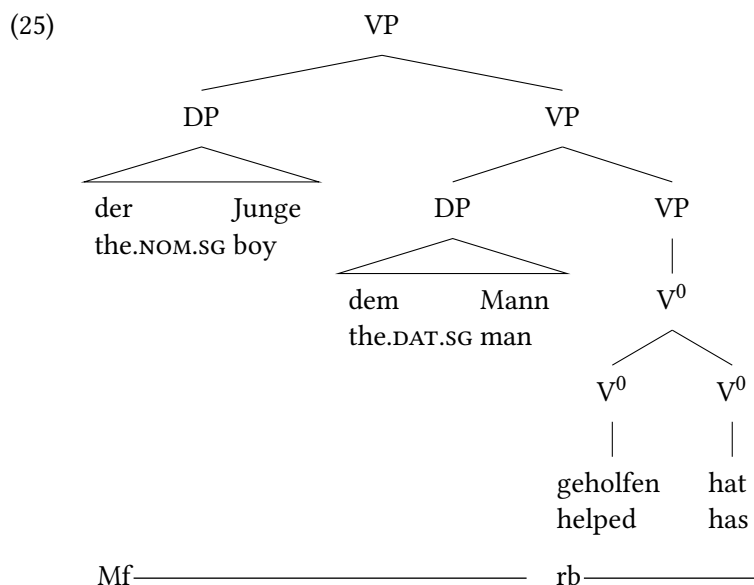 (25) VP
DP VP
der Junge DP VP
the.NOM.SG boy
dem Mann V⁰
the.DAT.SG man
V⁰ V⁰
geholfen hat
helped has
Mf rb